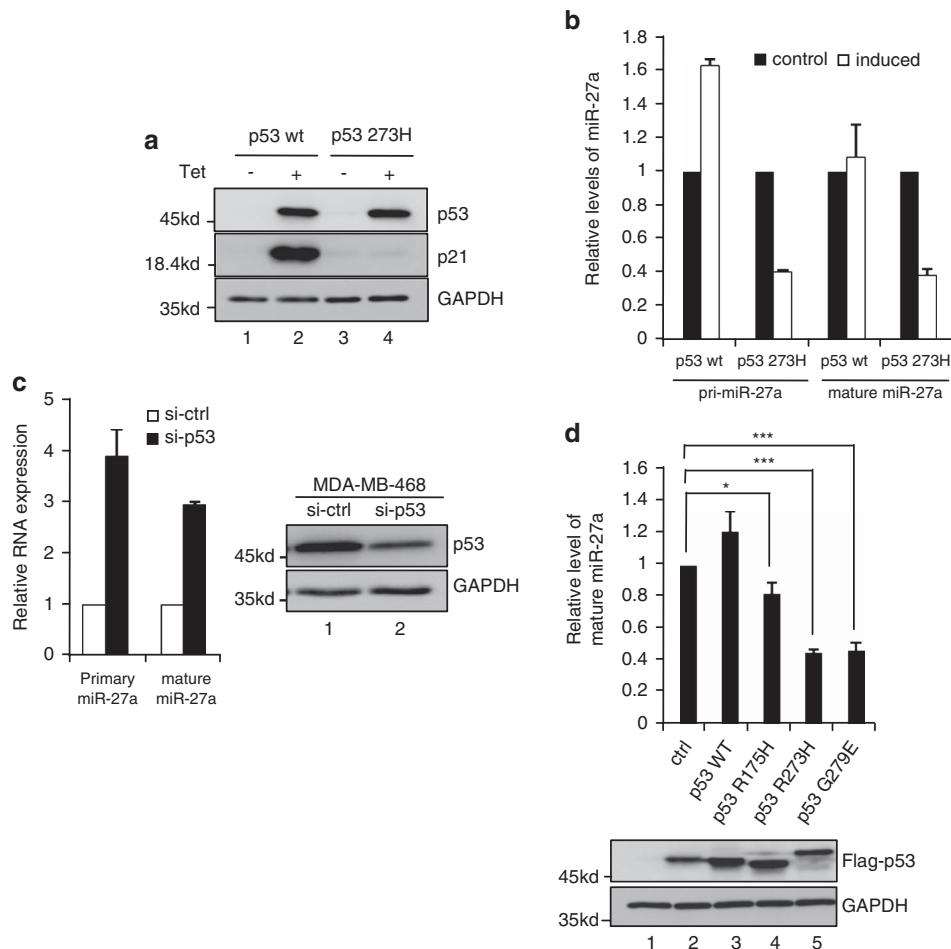 a
p53 wt p53 273H
Tet - + - +
45kd p53
18.4kd p21
35kd GAPDH
1 2 3 4
b
Relative levels of miR-27a
1.8
1.6
1.4
1.2
1
0.8
0.6
0.4
0.2
0
control induced
p53 wt p53 273H p53 wt p53 273H
pri-miR-27a mature miR-27a
c
Relative RNA expression
5
4
3
2
1
0
si-ctrl
si-p53
Primary miR-27a
mature miR-27a
MDA-MB-468
si-ctrl si-p53
45kd p53
35kd GAPDH
1 2
d
Relative level of
mature miR-27a
1.6
1.4
1.2
1
0.8
0.6
0.4
0.2
0
***
***
*
ctrl
p53 WT
p53 R175H
p53 R273H
p53 G279E
45kd Flag-p53
35kd GAPDH
1 2 3 4 5